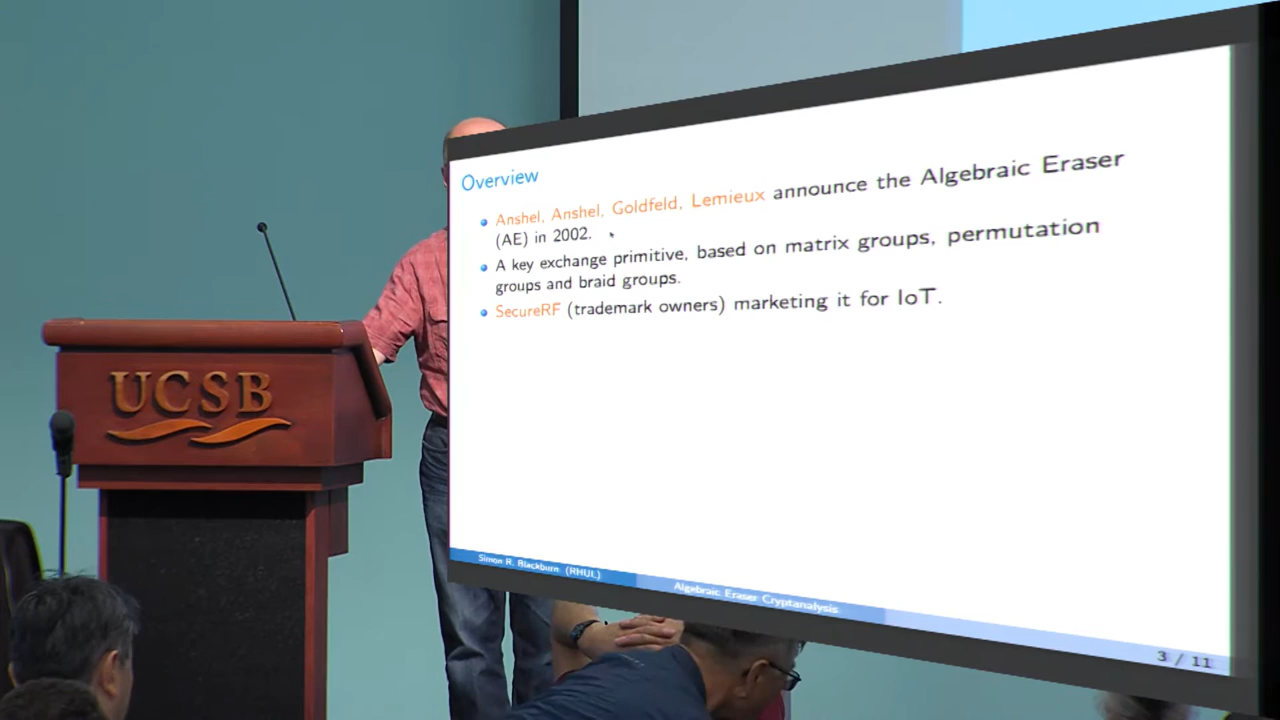 UCSB
Overview
Anshel, Anshel, Goldfeld, Lemieux announce the Algebraic Eraser
(AE) in 2002.
A key exchange primitive, based on matrix groups, permutation
groups and braid groups.
SecureRF (trademark owners) marketing it for IoT.
Simon R. Blackburn (RHUL)
Algebraic Eraser Cryptanalysis
3 / 11